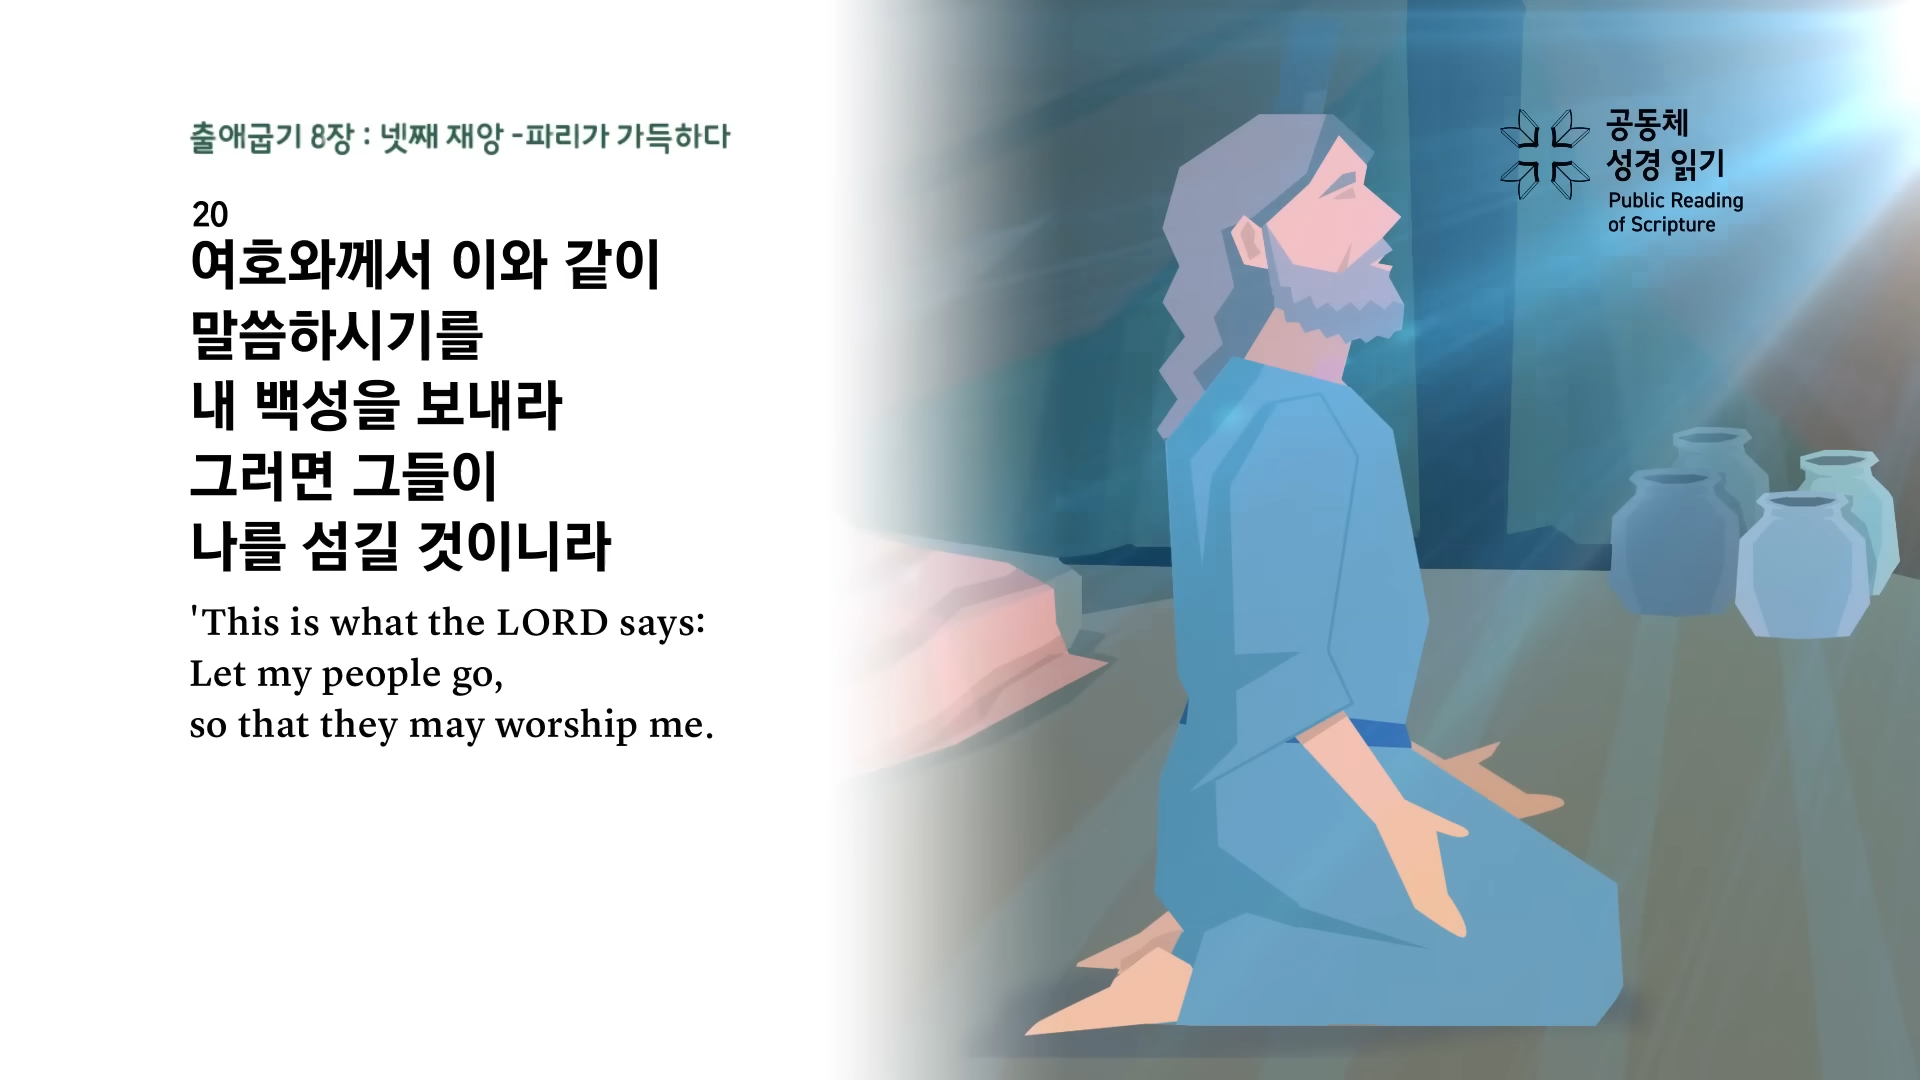 출애굽기 8장 : 넷째 재앙 -파리가 가득하다
20
여호와께서 이와 같이
말씀하시기를
내 백성을 보내라
그러면 그들이
나를 섬길 것이니라
'This is what the LORD says:
Let my people go,
so that they may worship me.
공동체
성경 읽기
Public Reading
of Scripture